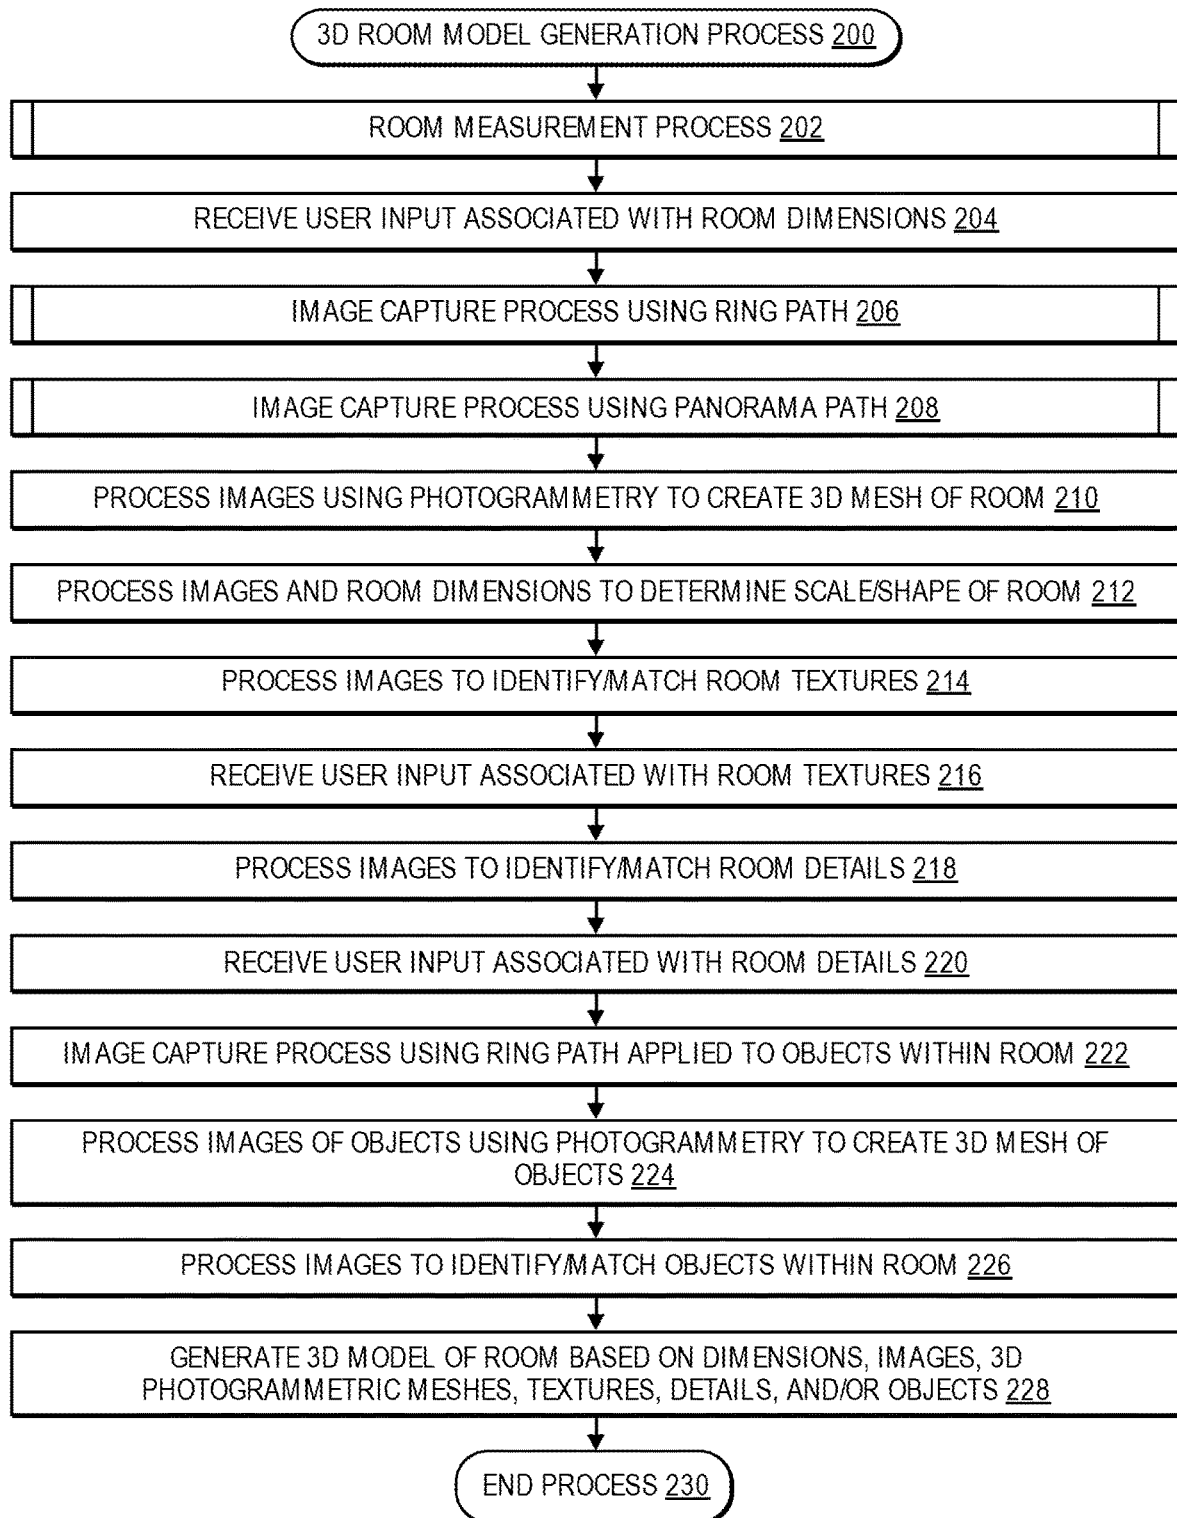 3D ROOM MODEL GENERATION PROCESS 200
ROOM MEASUREMENT PROCESS 202
RECEIVE USER INPUT ASSOCIATED WITH ROOM DIMENSIONS 204
IMAGE CAPTURE PROCESS USING RING PATH 206
IMAGE CAPTURE PROCESS USING PANORAMA PATH 208
PROCESS IMAGES USING PHOTOGRAMMETRY TO CREATE 3D MESH OF ROOM 210
PROCESS IMAGES AND ROOM DIMENSIONS TO DETERMINE SCALE/SHAPE OF ROOM 212
PROCESS IMAGES TO IDENTIFY/MATCH ROOM TEXTURES 214
RECEIVE USER INPUT ASSOCIATED WITH ROOM TEXTURES 216
PROCESS IMAGES TO IDENTIFY/MATCH ROOM DETAILS 218
RECEIVE USER INPUT ASSOCIATED WITH ROOM DETAILS 220
IMAGE CAPTURE PROCESS USING RING PATH APPLIED TO OBJECTS WITHIN ROOM 222
PROCESS IMAGES OF OBJECTS USING PHOTOGRAMMETRY TO CREATE 3D MESH OF
OBJECTS 224
PROCESS IMAGES TO IDENTIFY/MATCH OBJECTS WITHIN ROOM 226
GENERATE 3D MODEL OF ROOM BASED ON DIMENSIONS, IMAGES, 3D
PHOTOGRAMMETRIC MESHES, TEXTURES, DETAILS, AND/OR OBJECTS 228
END PROCESS 230